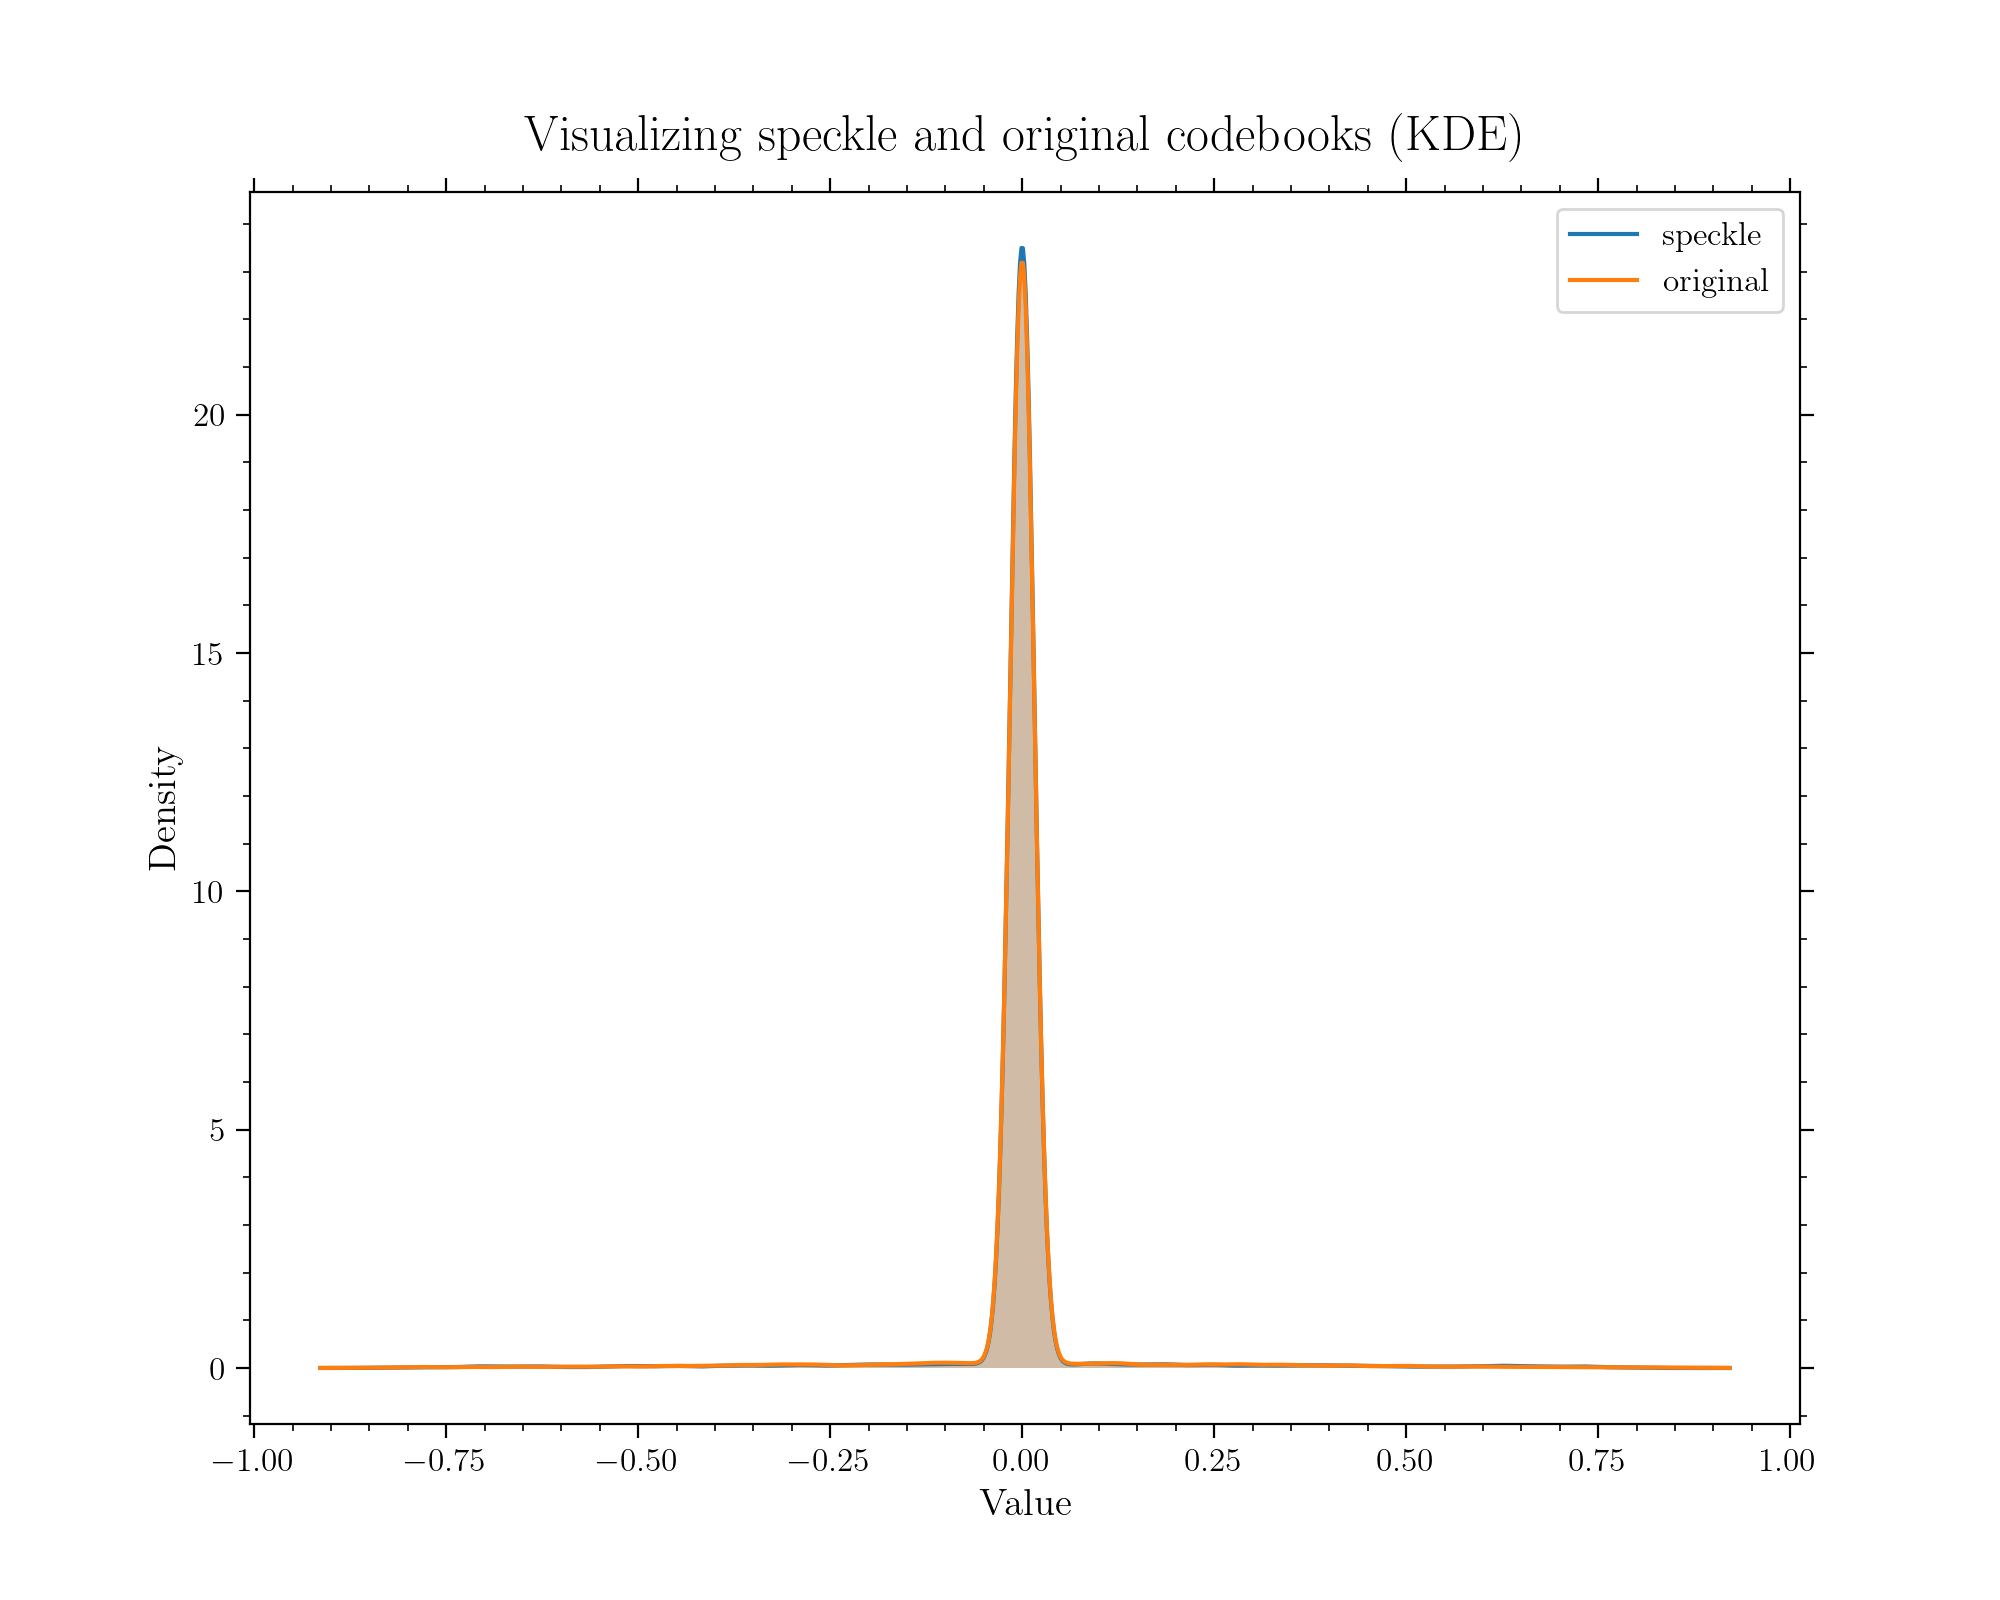 Visualizing speckle and original codebooks (KDE)
speckle
original
20
15
10
5
0
Density
−1.00 −0.75 −0.50 −0.25 0.00 0.25 0.50 0.75 1.00
Value